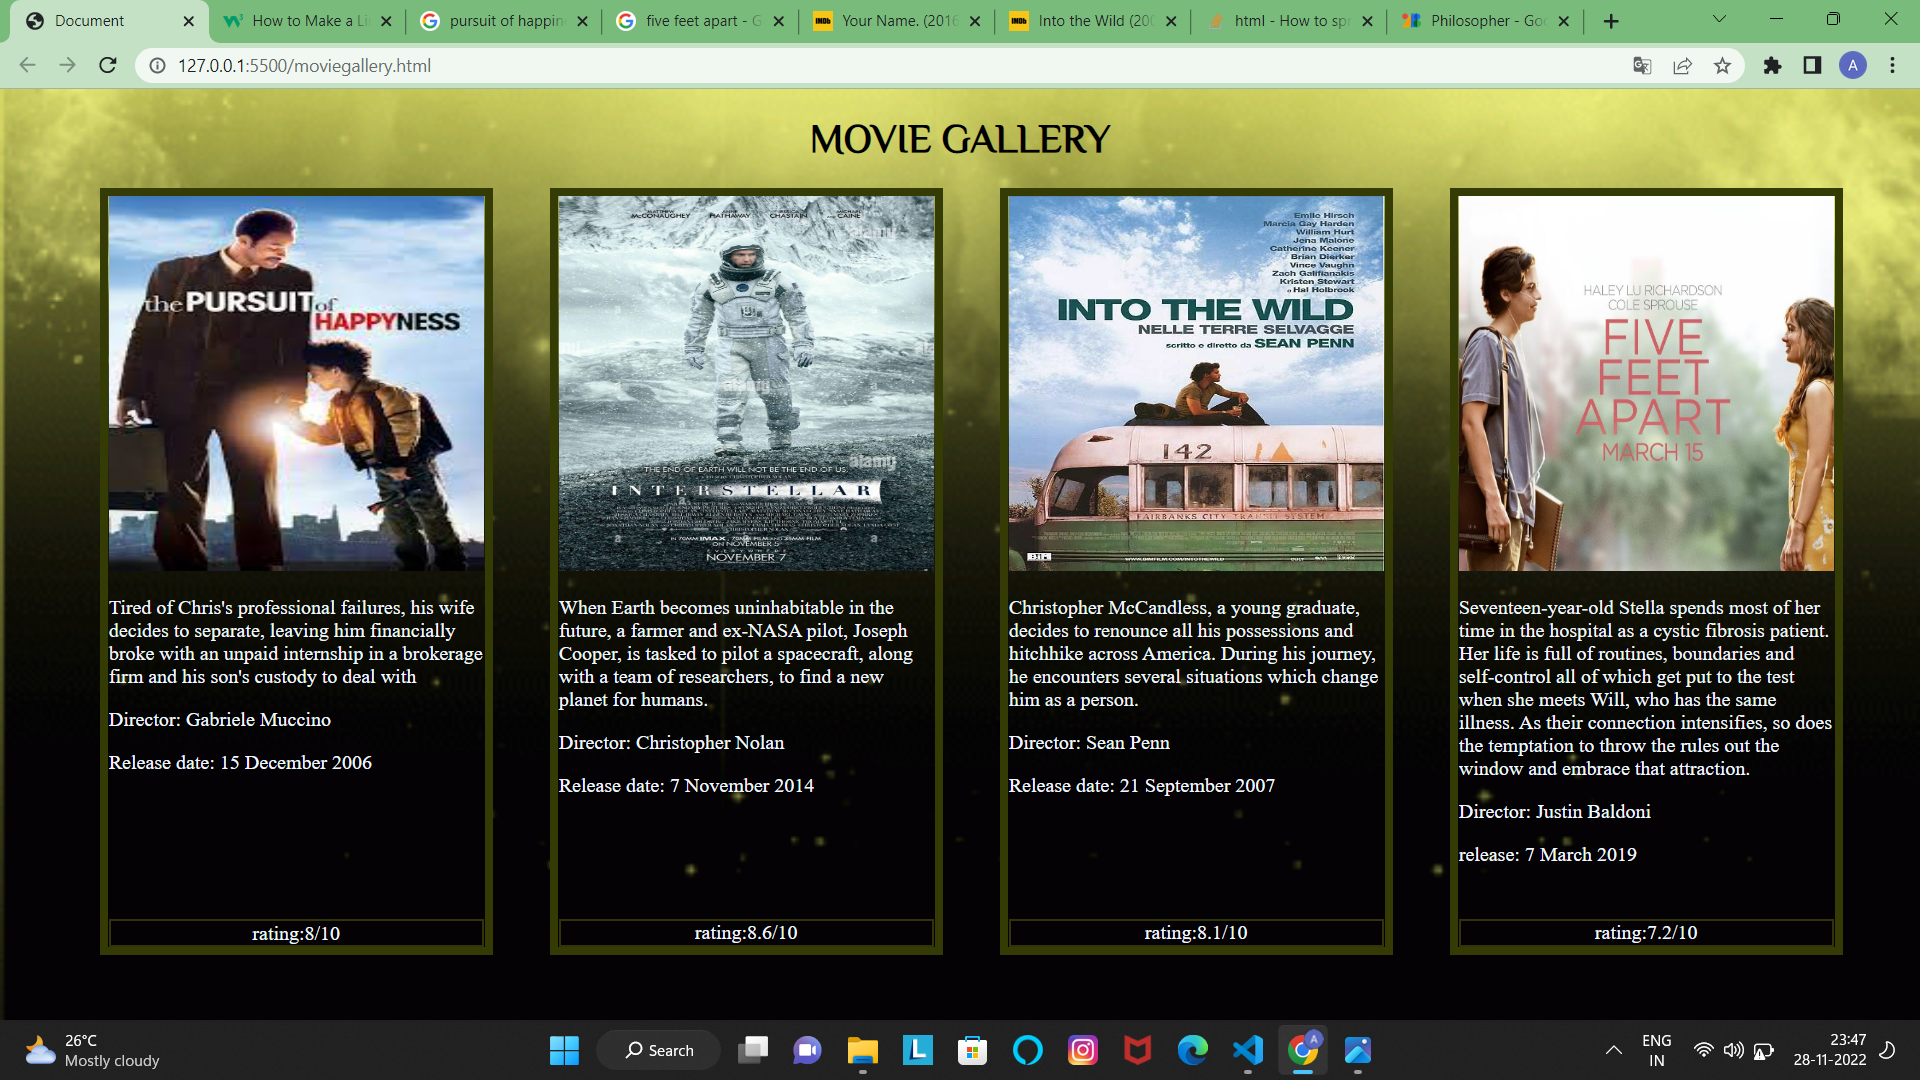 Document
How to Make a Li
pursuit of happin
five feet apart - G
Your Name. (2016
Into the Wild (200
html - How to spr
Philosopher - Goo
127.0.0.1:5500/moviegallery.html
A
MOVIE GALLERY
the PURSUIT of
HAPPYNESS
Tired of Chris's professional failures, his wife
decides to separate, leaving him financially
broke with an unpaid internship in a brokerage
firm and his son's custody to deal with
Director: Gabriele Muccino
Release date: 15 December 2006
rating:8/10
McCONAUGHEY HATHAWAY CHASTAIN CAINE
alamy
alamy
alamy
THE END OF EARTH WILL NOT BE THE END OF US.
INTERSTELLAR
ON NOVEMBER 5
NOVEMBER 7
When Earth becomes uninhabitable in the
future, a farmer and ex-NASA pilot, Joseph
Cooper, is tasked to pilot a spacecraft, along
with a team of researchers, to find a new
planet for humans.
Director: Christopher Nolan
Release date: 7 November 2014
rating:8.6/10
Emile Hirsch
Marcia Gay Harden
William Hurt
Jena Malone
Catherine Keener
Brian Dierker
Vince Vaughn
Zach Galifianakis
Kristen Stewart
e Hal Holbrook
INTO THE WILD
NELLE TERRE SELVAGGE
scritto e diretto da SEAN PENN
142
FAIRBANKS CITY TRANSIT SYSTEM
BIM
WWW.BIMFILM.COM/INTOTHEWILD
Christopher McCandless, a young graduate,
decides to renounce all his possessions and
hitchhike across America. During his journey,
he encounters several situations which change
him as a person.
Director: Sean Penn
Release date: 21 September 2007
rating:8.1/10
HALEY LU RICHARDSON
COLE SPROUSE
FIVE
FEET
APART
MARCH 15
Seventeen-year-old Stella spends most of her
time in the hospital as a cystic fibrosis patient.
Her life is full of routines, boundaries and
self-control all of which get put to the test
when she meets Will, who has the same
illness. As their connection intensifies, so does
the temptation to throw the rules out the
window and embrace that attraction.
Director: Justin Baldoni
release: 7 March 2019
rating:7.2/10
26°C
Mostly cloudy
Search
L
A
ENG
IN
23:47
28-11-2022